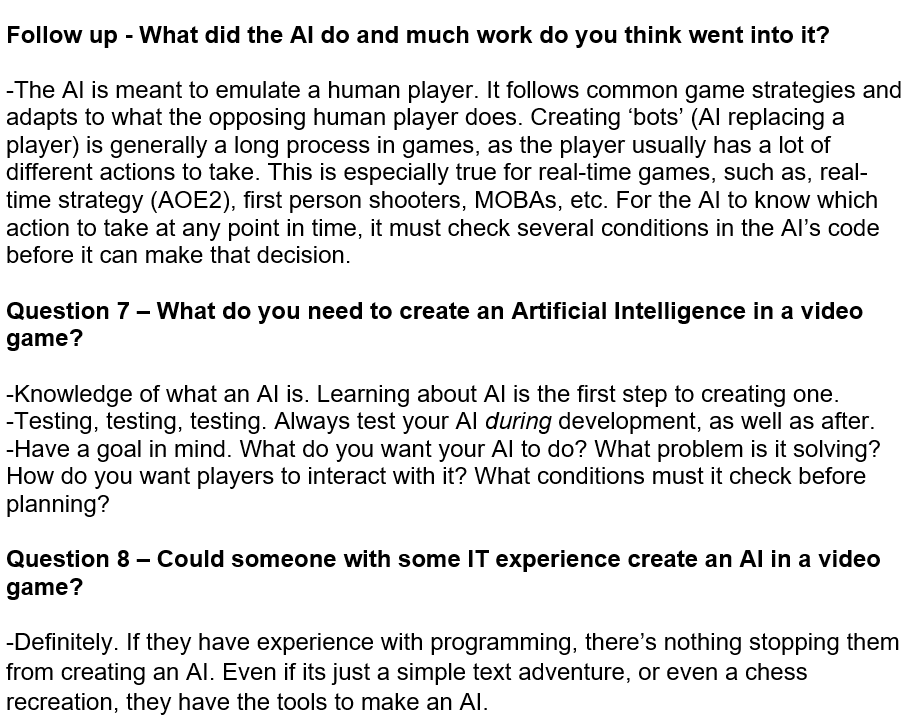 Follow up - What did the AI do and much work do you think went into it?
-The AI is meant to emulate a human player. It follows common game strategies and
adapts to what the opposing human player does. Creating ‘bots’ (AI replacing a
player) is generally a long process in games, as the player usually has a lot of
different actions to take. This is especially true for real-time games, such as, real-
time strategy (AOE2), first person shooters, MOBAs, etc. For the AI to know which
action to take at any point in time, it must check several conditions in the AI’s code
before it can make that decision.
Question 7 – What do you need to create an Artificial Intelligence in a video
game?
-Knowledge of what an AI is. Learning about AI is the first step to creating one.
-Testing, testing, testing. Always test your AI during development, as well as after.
-Have a goal in mind. What do you want your AI to do? What problem is it solving?
How do you want players to interact with it? What conditions must it check before
planning?
Question 8 – Could someone with some IT experience create an AI in a video
game?
-Definitely. If they have experience with programming, there’s nothing stopping them
from creating an AI. Even if its just a simple text adventure, or even a chess
recreation, they have the tools to make an AI.